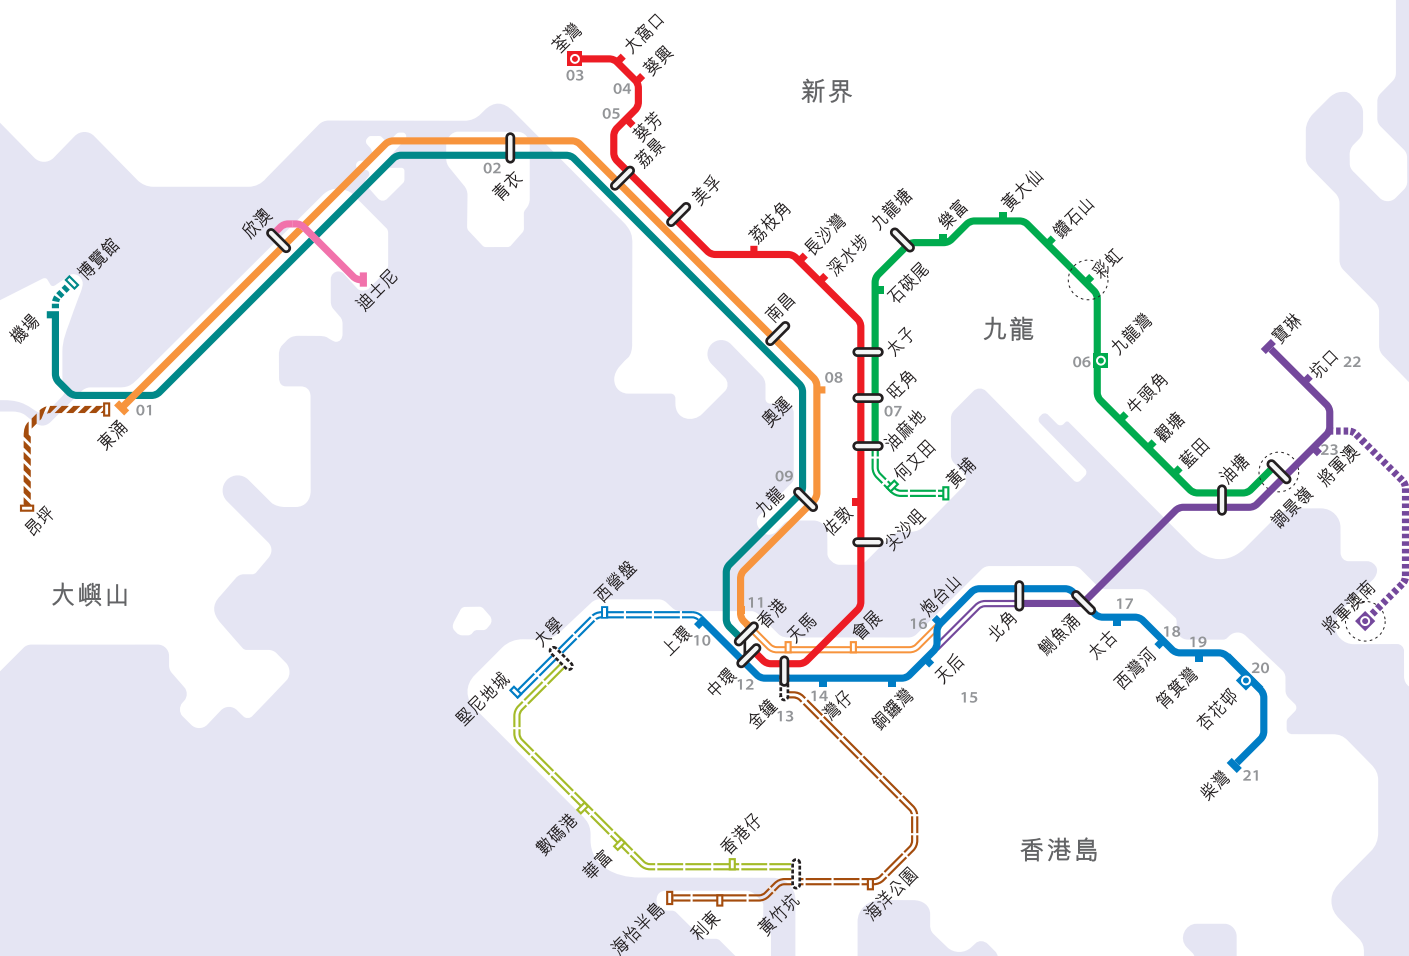 荃灣
大窩口
03
葵興
新界
04
05
葵芳
荔景
02
青衣
美孚
荔枝角
長沙灣
深水埗
九龍塘
樂富
黃大仙
鑽石山
彩虹
石硤尾
欣澳
博覽館
迪士尼
機場
南昌
太子
九龍
06
九龍灣
寶琳
坑口
22
01
東涌
08
奧運
旺角
07
油麻地
何文田
黃埔
牛頭角
觀塘
藍田
油塘
23
將軍澳
調景嶺
09
九龍
佐敦
尖沙咀
昂坪
大嶼山
西營盤
大學
堅尼地城
上環
10
11
香港
天馬
會展
炮台山
16
北角
鰂魚涌
17
太古
18
西灣河
19
筲箕灣
20
杏花邨
21
柴灣
將軍澳南
中環
12
金鐘
13
14
灣仔
銅鑼灣
天后
15
數碼港
華富
香港仔
香港島
海怡半島
利東
黃竹坑
海洋公園